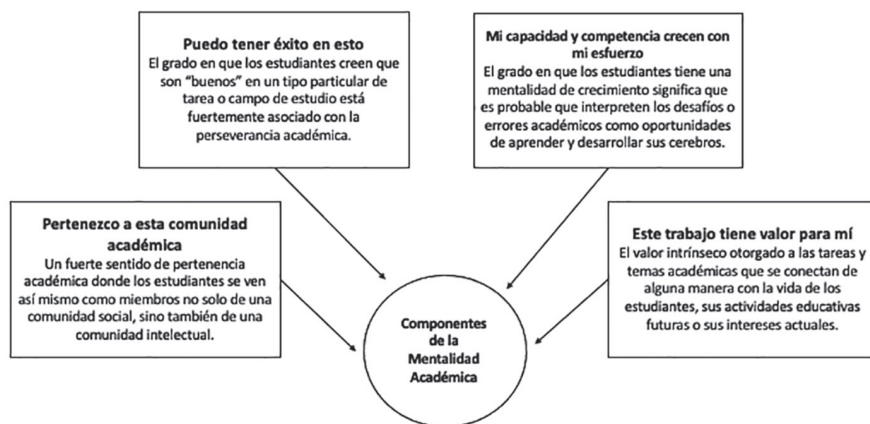 Puedo tener éxito en esto
El grado en que los estudiantes creen que
son “buenos” en un tipo particular de
tarea o campo de estudio está
fuertemente asociado con la
perseverancia académica.
Mi capacidad y competencia crecen con
mi esfuerzo
El grado en que los estudiantes tiene una
mentalidad de crecimiento significa que
es probable que interpreten los desafíos o
errores académicos como oportunidades
de aprender y desarrollar sus cerebros.
Pertenezco a esta comunidad
académica
Un fuerte sentido de pertenencia
académica donde los estudiantes se ven
así mismo como miembros no solo de una
comunidad social, sino también de una
comunidad intelectual.
Este trabajo tiene valor para mí
El valor intrínseco otorgado a las tareas y
temas académicas que se conectan de
alguna manera con la vida de los
estudiantes, sus actividades educativas
futuras o sus intereses actuales.
Componentes
de la
Mentalidad
Académica